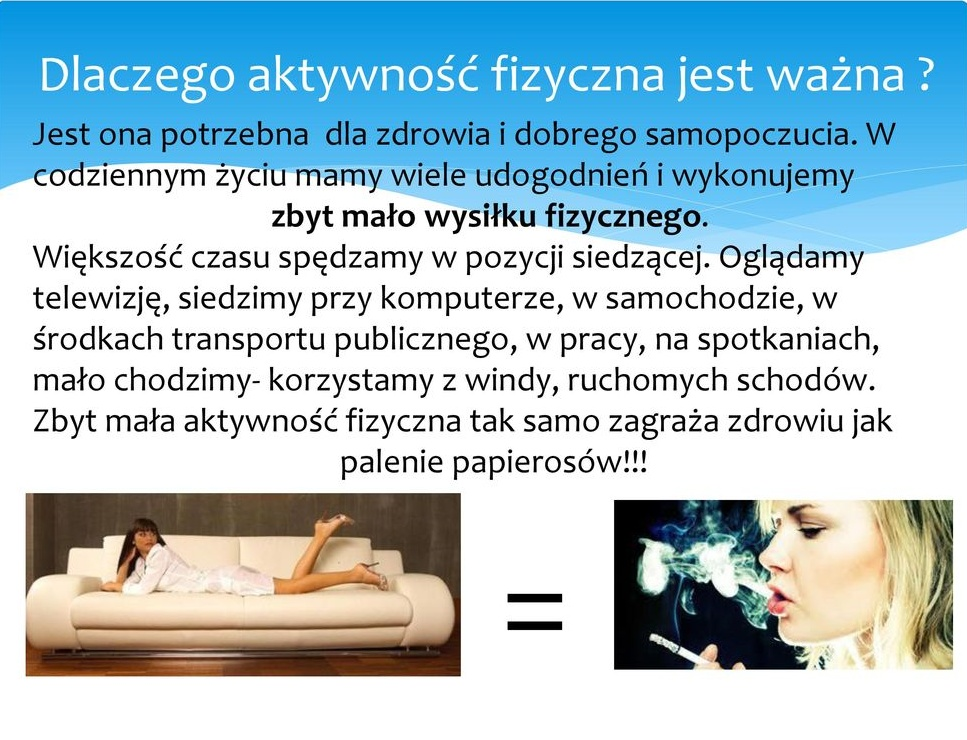 Dlaczego aktywność fizyczna jest ważna ?
Jest ona potrzebna  dla zdrowia i dobrego samopoczucia. W
codziennym życiu mamy wiele udogodnień i wykonujemy
zbyt mało wysiłku fizycznego.
Większość czasu spędzamy w pozycji siedzącej. Oglądamy
telewizję, siedzimy przy komputerze, w samochodzie, w
środkach transportu publicznego, w pracy, na spotkaniach,
mało chodzimy- korzystamy z windy, ruchomych schodów.
Zbyt mała aktywność fizyczna tak samo zagraża zdrowiu jak
palenie papierosów!!!
=